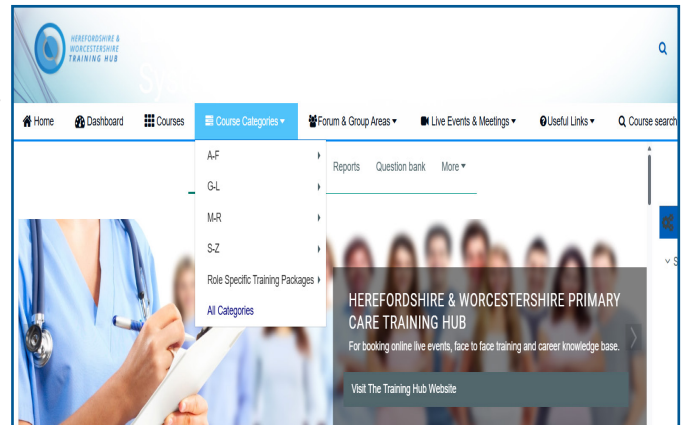 HEREFORDSHIRE &
WORCESTERSHIRE
TRAINING HUB
Sy
Home Dashboard Courses Course Categories Forum & Group Areas Live Events & Meetings Useful Links Course search
A-F
G-L
M-R
S-Z
Role Specific Training Packages
All Categories
Reports Question bank More
S
HEREFORDSHIRE & WORCESTERSHIRE PRIMARY
CARE TRAINING HUB
For booking online live events, face to face training and career knowledge base.
Visit The Training Hub Website